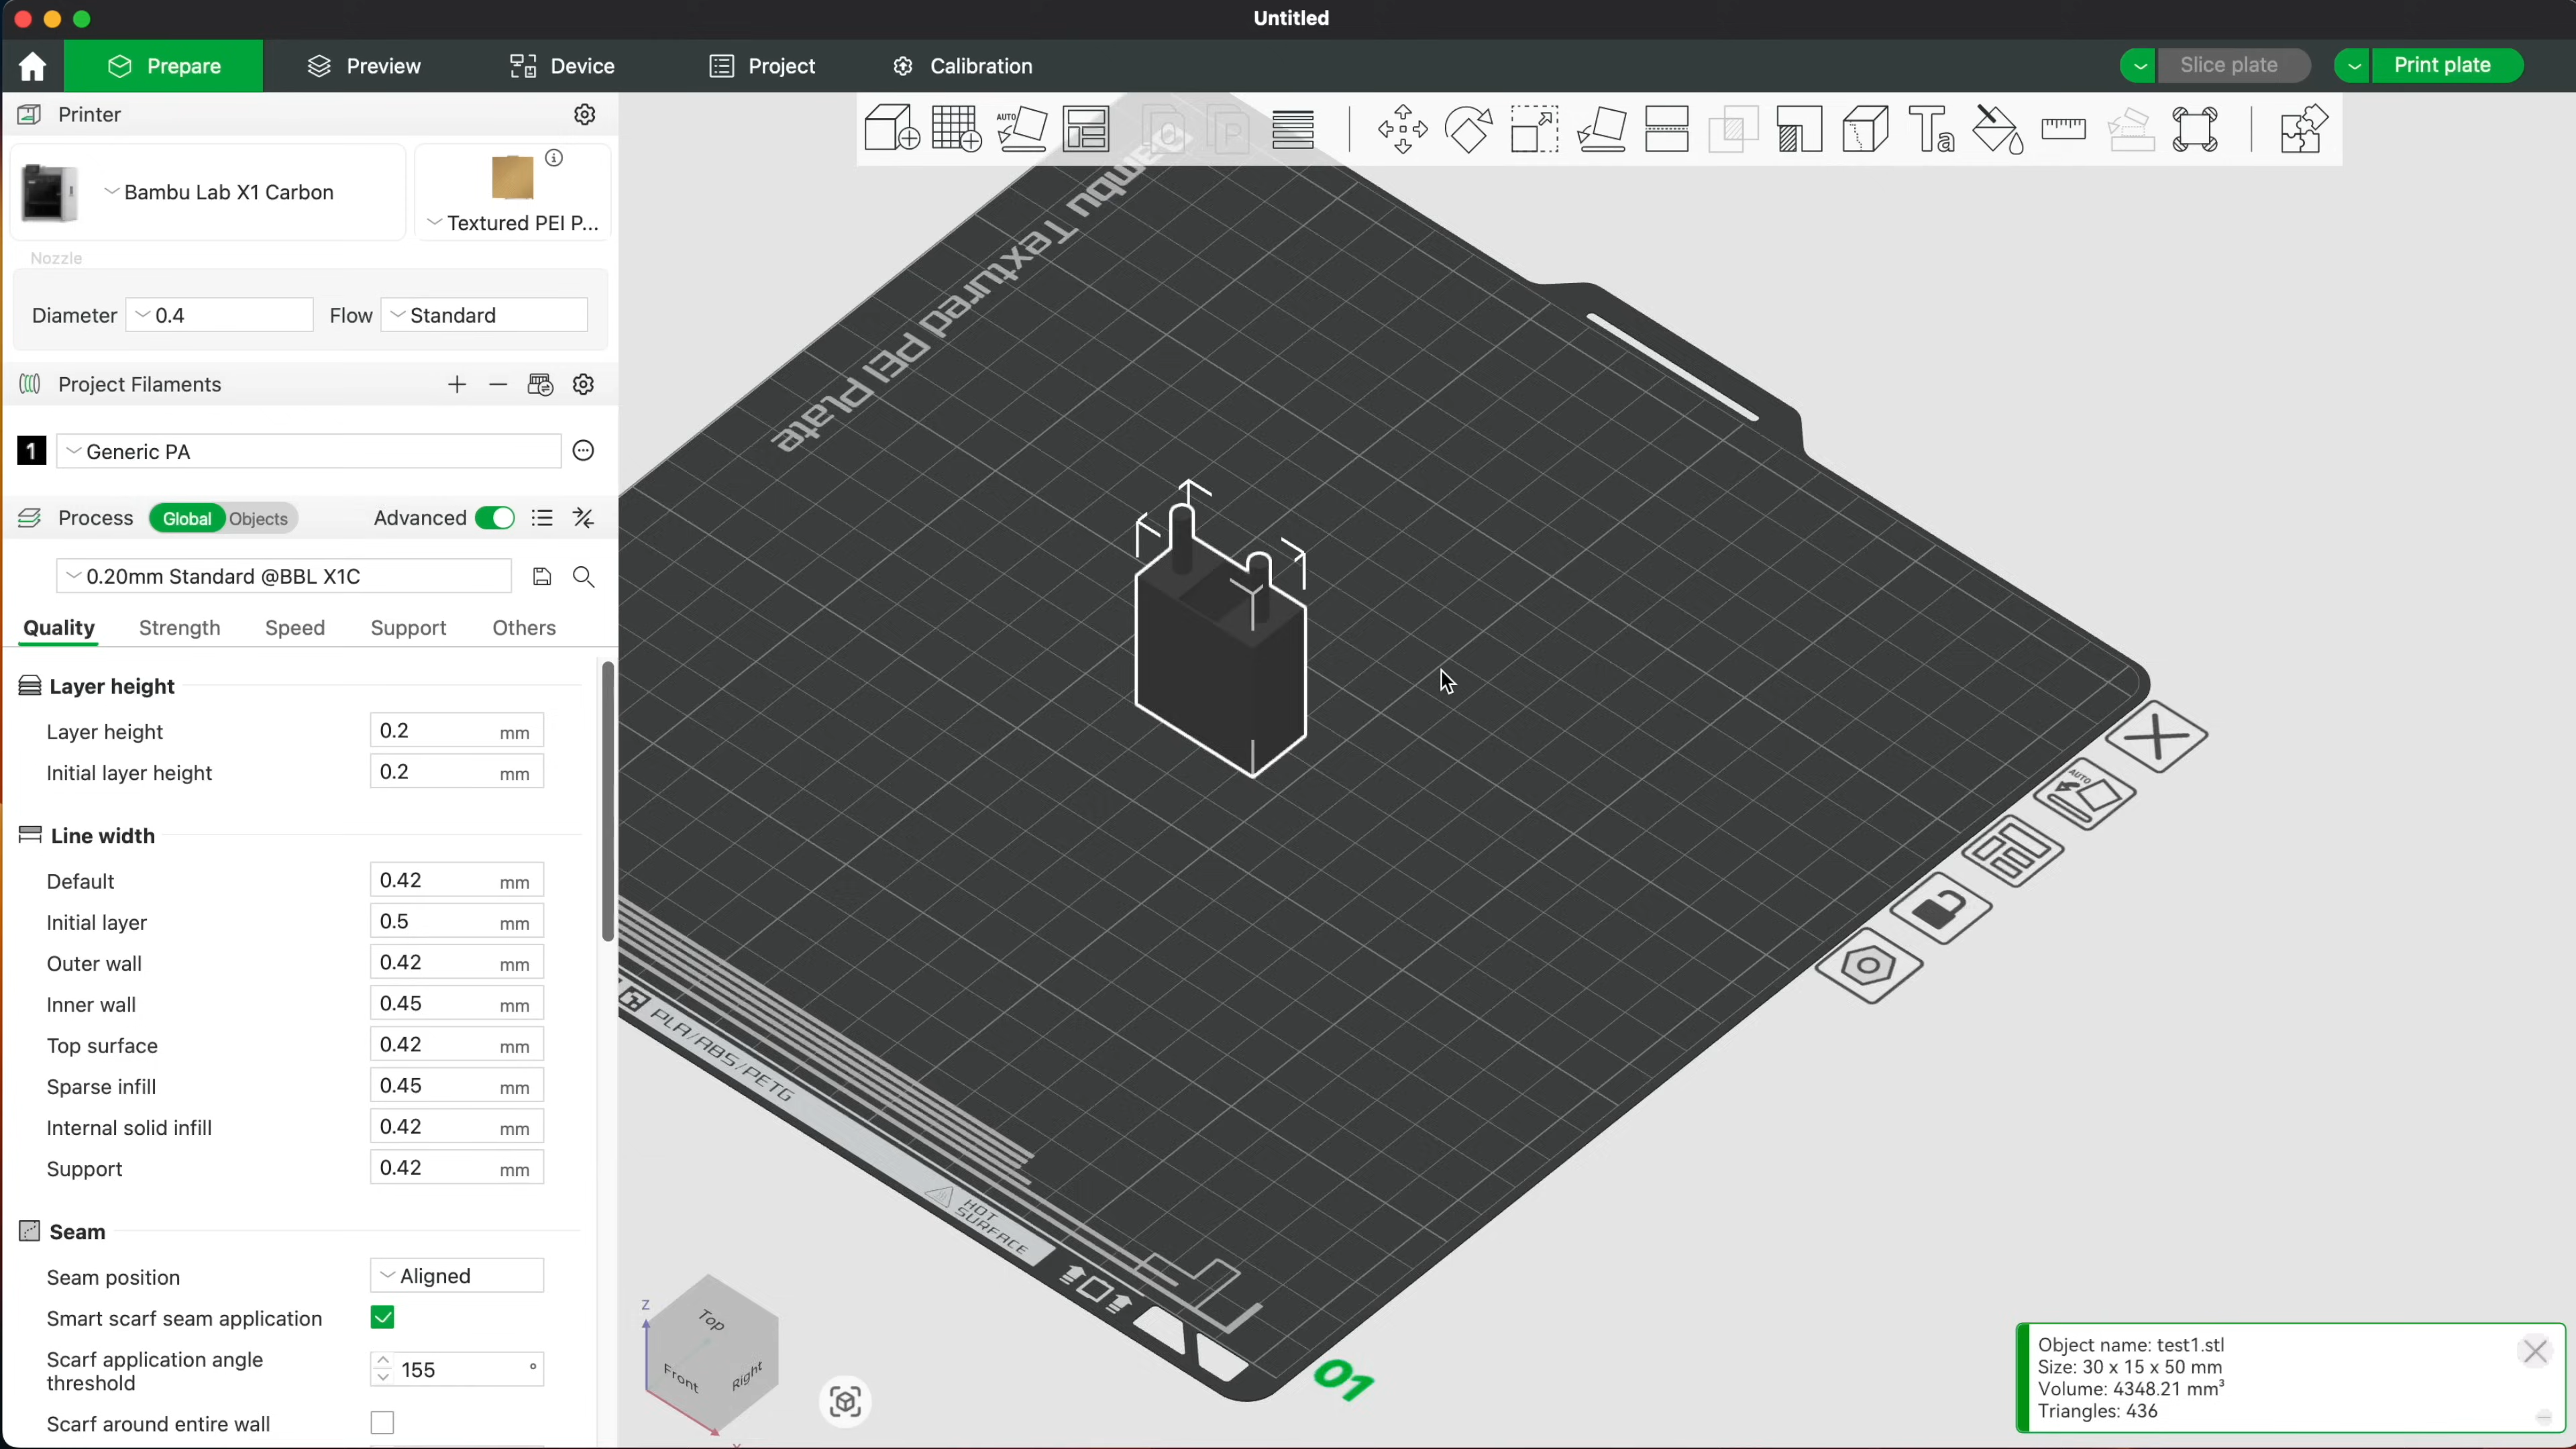 Untitled
Prepare
Preview
Device
Project
Calibration
Slice plate
Print plate
Printer
Bambu Lab X1 Carbon
Textured PEI P...
Nozzle
Diameter 0.4 Flow Standard
Project Filaments
1 Generic PA
Process Global Objects Advanced
0.20mm Standard @BBL X1C
Quality Strength Speed Support Others
Layer height
Layer height 0.2 mm
Initial layer height 0.2 mm
Line width
Default 0.42 mm
Initial layer 0.5 mm
Outer wall 0.42 mm
Inner wall 0.45 mm
Top surface 0.42 mm
Sparse infill 0.45 mm
Internal solid infill 0.42 mm
Support 0.42 mm
Seam
Seam position Aligned
Smart scarf seam application
Scarf application angle
threshold 155 °
Scarf around entire wall
AUTO
Ta
Bambu Textured PEI Plate
AUTO
PLA/ABS/PETG
HOT
SURFACE
01
Z
Top
Front
Right
Object name: test1.stl
Size: 30 x 15 x 50 mm
Volume: 4348.21 mm³
Triangles: 436